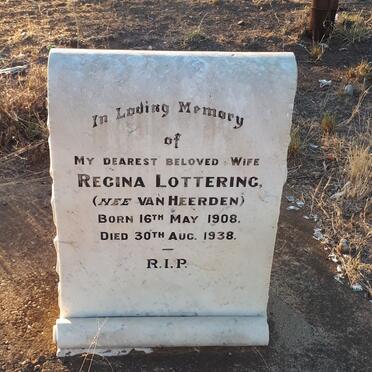 In Loving Memory
of
My dearest beloved Wife
Regina Lottering,
(nee van Heerden)
Born 16th May 1908.
Died 30th Aug. 1938.
R.I.P.